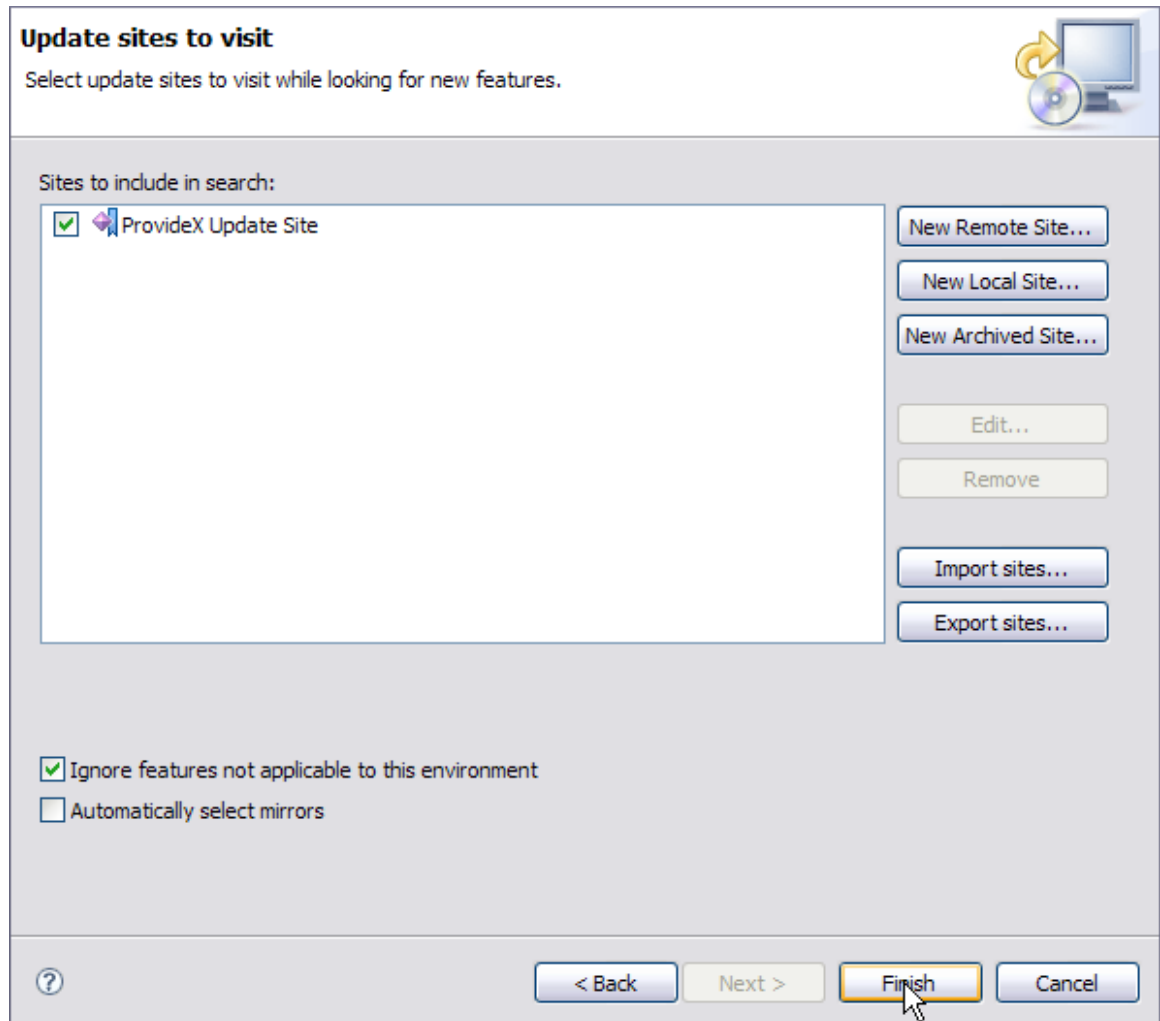 Update sites to visit
Select update sites to visit while looking for new features.
Sites to include in search:
ProvideX Update Site
New Remote Site...
New Local Site...
New Archived Site...
Edit...
Remove
Import sites...
Export sites...
Ignore features not applicable to this environment
Automatically select mirrors
?
< Back
Next >
Finish
Cancel